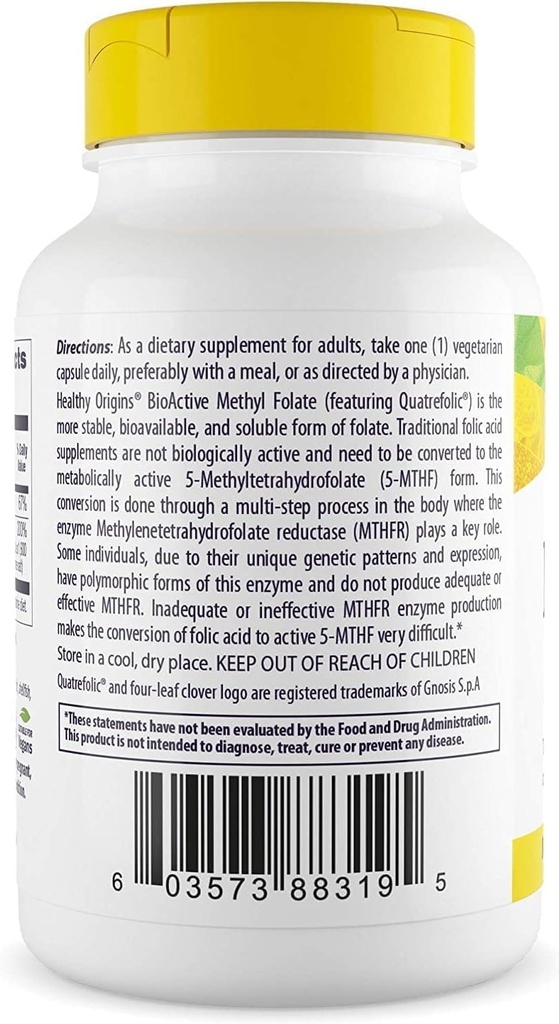 Directions: As a dietary supplement for adults, take one (1) vegetarian
capsule daily, preferably with a meal, or as directed by a physician.
Healthy Origins® BioActive Methyl Folate (featuring Quatrefolic®) is the
more stable, bioavailable, and soluble form of folate. Traditional folic acid
supplements are not biologically active and need to be converted to the
metabolically active 5-Methyltetrahydrofolate (5-MTHF) form. This
conversion is done through a multi-step process in the body where the
enzyme Methylenetetrahydrofolate reductase (MTHFR) plays a key role.
Some individuals, due to their unique genetic patterns and expression,
have polymorphic forms of this enzyme and do not produce adequate or
effective MTHFR. Inadequate or ineffective MTHFR enzyme production
makes the conversion of folic acid to active 5-MTHF very difficult.*
Store in a cool, dry place. KEEP OUT OF REACH OF CHILDREN
Quatrefolic® and four-leaf clover logo are registered trademarks of Gnosis S.p.A
*These statements have not been evaluated by the Food and Drug Administration.
This product is not intended to diagnose, treat, cure or prevent any disease.
6 03573 88319 5
% Daily
Value
67%
diet.
Vegans